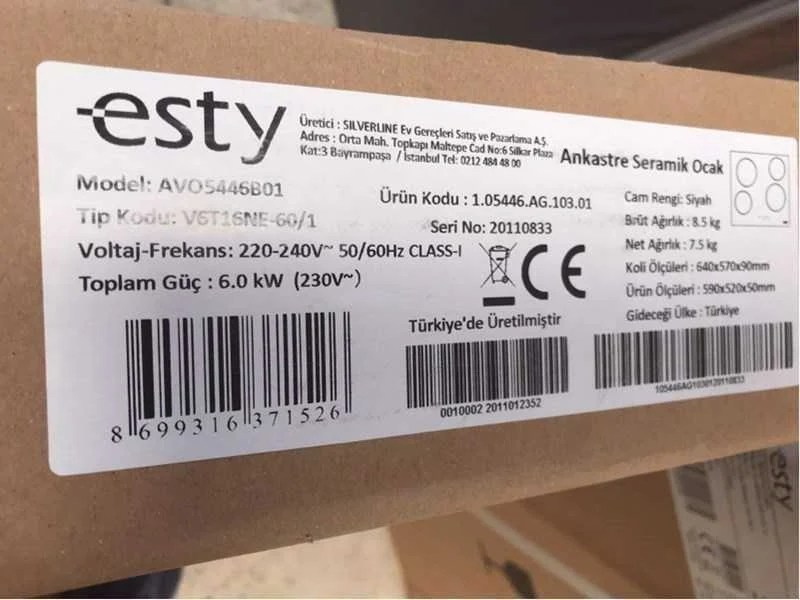 esty
Üretici : SILVERLINE Ev Gereçleri Satış ve Pazarlama A.Ş.
Adres : Orta Mah. Topkapı Maltepe Cad No:6 Silkar Plaza
Kat:3 Bayrampaşa / İstanbul Tel: 0212 484 48 00
Ankastre Seramik Ocak
Model: AVO5446B01
Tip Kodu: V6T16NE-60/1
Voltaj-Frekans: 220-240V~ 50/60Hz CLASS-I
Toplam Güç : 6.0 kW (230V~)
Ürün Kodu : 1.05446.AG.103.01
Seri No: 20110833
CE
Türkiye'de Üretilmiştir
Cam Rengi: Siyah
Brüt Ağırlık : 8.5 kg
Net Ağırlık : 7.5 kg
Koli Ölçüleri : 640x570x90mm
Ürün Ölçüleri : 590x520x50mm
Gideceği Ülke : Türkiye
8 699316 371526
0010002 2011012352
105446AG1030120110833
esty
CE